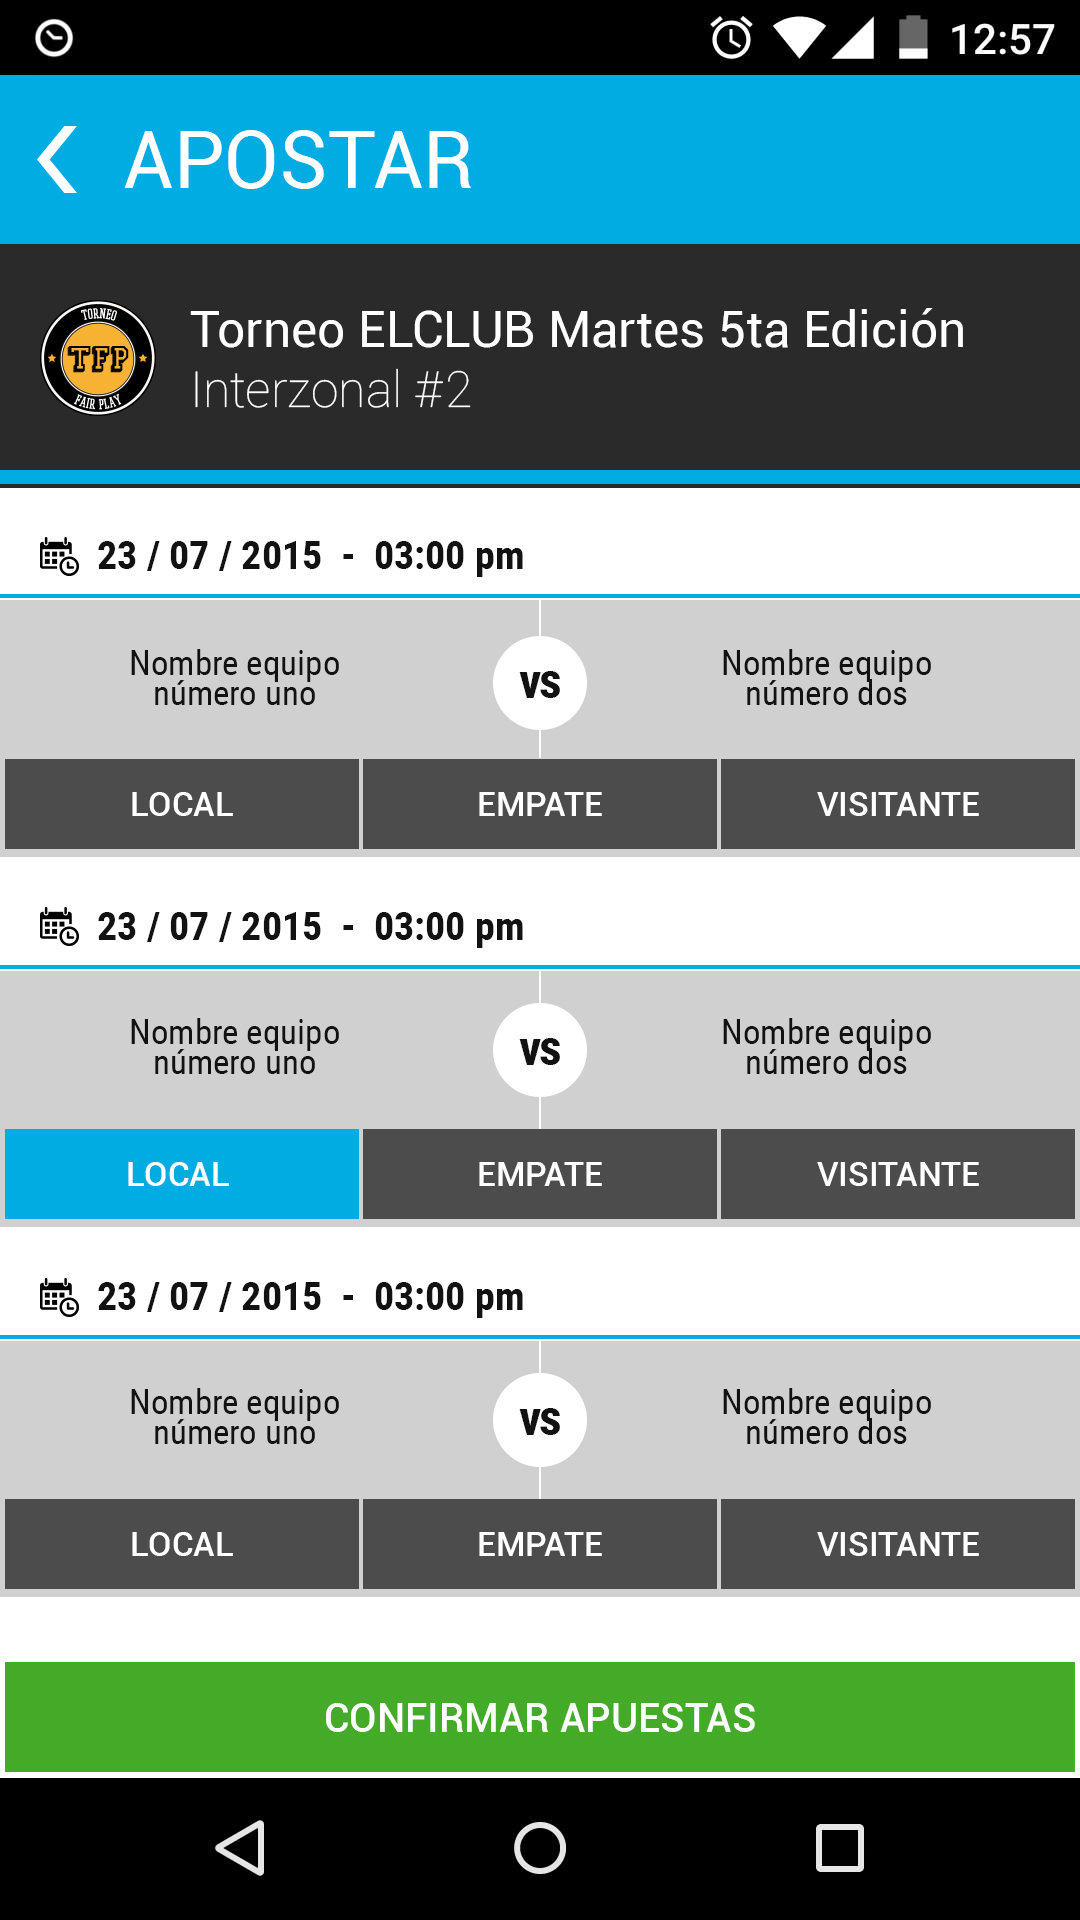 12:57
APOSTAR
TORNEO
TFP
FAIR PLAY
Torneo ELCLUB Martes 5ta Edición
Interzonal #2
23 / 07 / 2015 - 03:00 pm
Nombre equipo
número uno
VS
Nombre equipo
número dos
LOCAL
EMPATE
VISITANTE
23 / 07 / 2015 - 03:00 pm
Nombre equipo
número uno
VS
Nombre equipo
número dos
LOCAL
EMPATE
VISITANTE
23 / 07 / 2015 - 03:00 pm
Nombre equipo
número uno
VS
Nombre equipo
número dos
LOCAL
EMPATE
VISITANTE
CONFIRMAR APUESTAS